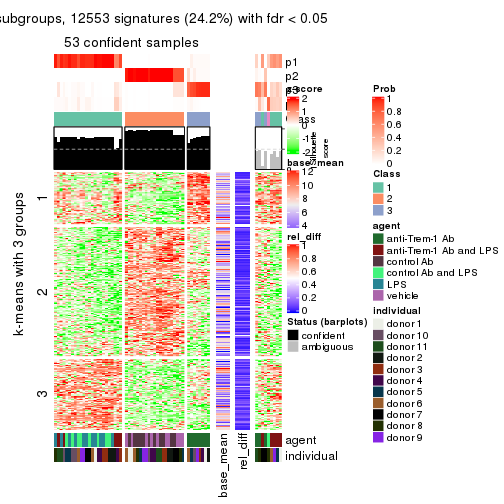 subgroups, 12553 signatures (24.2%) with fdr < 0.05
53 confident samples
p1
p2
p3
Class
Silhouette
score
k-means with 3 groups
1
2
3
base_mean
rel_diff
agent
individual
z-score
2
1
0
-1
-2
base_mean
12
10
8
6
4
rel_diff
1
0.8
0.6
0.4
0.2
0
Status (barplots)
confident
ambiguous
Prob
1
0.8
0.6
0.4
0.2
0
Class
1
2
3
agent
anti-Trem-1 Ab
anti-Trem-1 Ab and LPS
control Ab
control Ab and LPS
LPS
vehicle
individual
donor 1
donor 10
donor 11
donor 2
donor 3
donor 4
donor 5
donor 6
donor 7
donor 8
donor 9